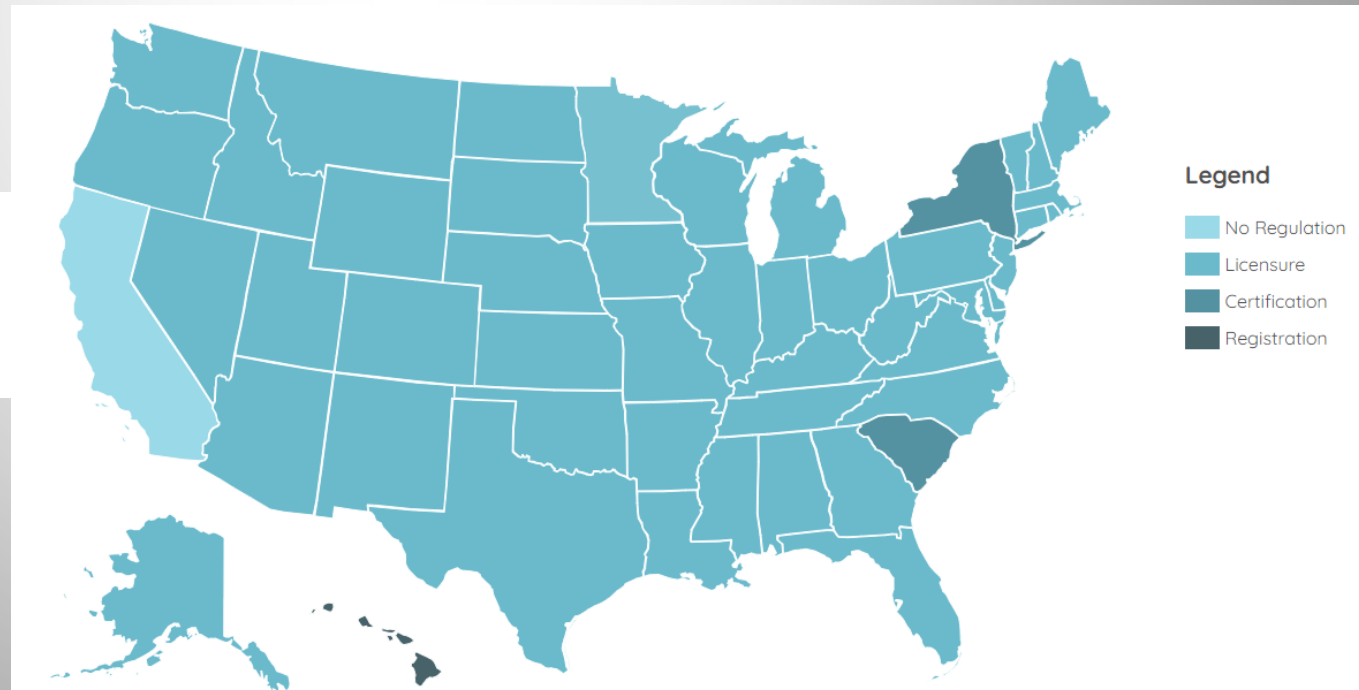 Legend
No Regulation
Licensure
Certification
Registration